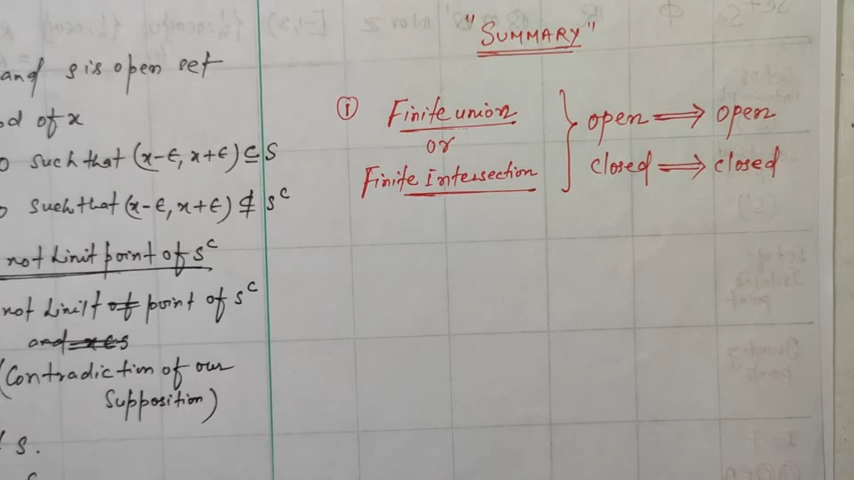 and s is open set
od of x
o such that (x-ϵ, x+ϵ) ⊆ S
o such that (x-ϵ, x+ϵ) ⊄ S^c
not Limit point of S^c
not Limit of point of S^c
and x∈s
(Contradiction of our
Supposition)
S.
"SUMMARY"
① Finite union
or
Finite Intersection
open ⟹ open
closed ⟹ closed